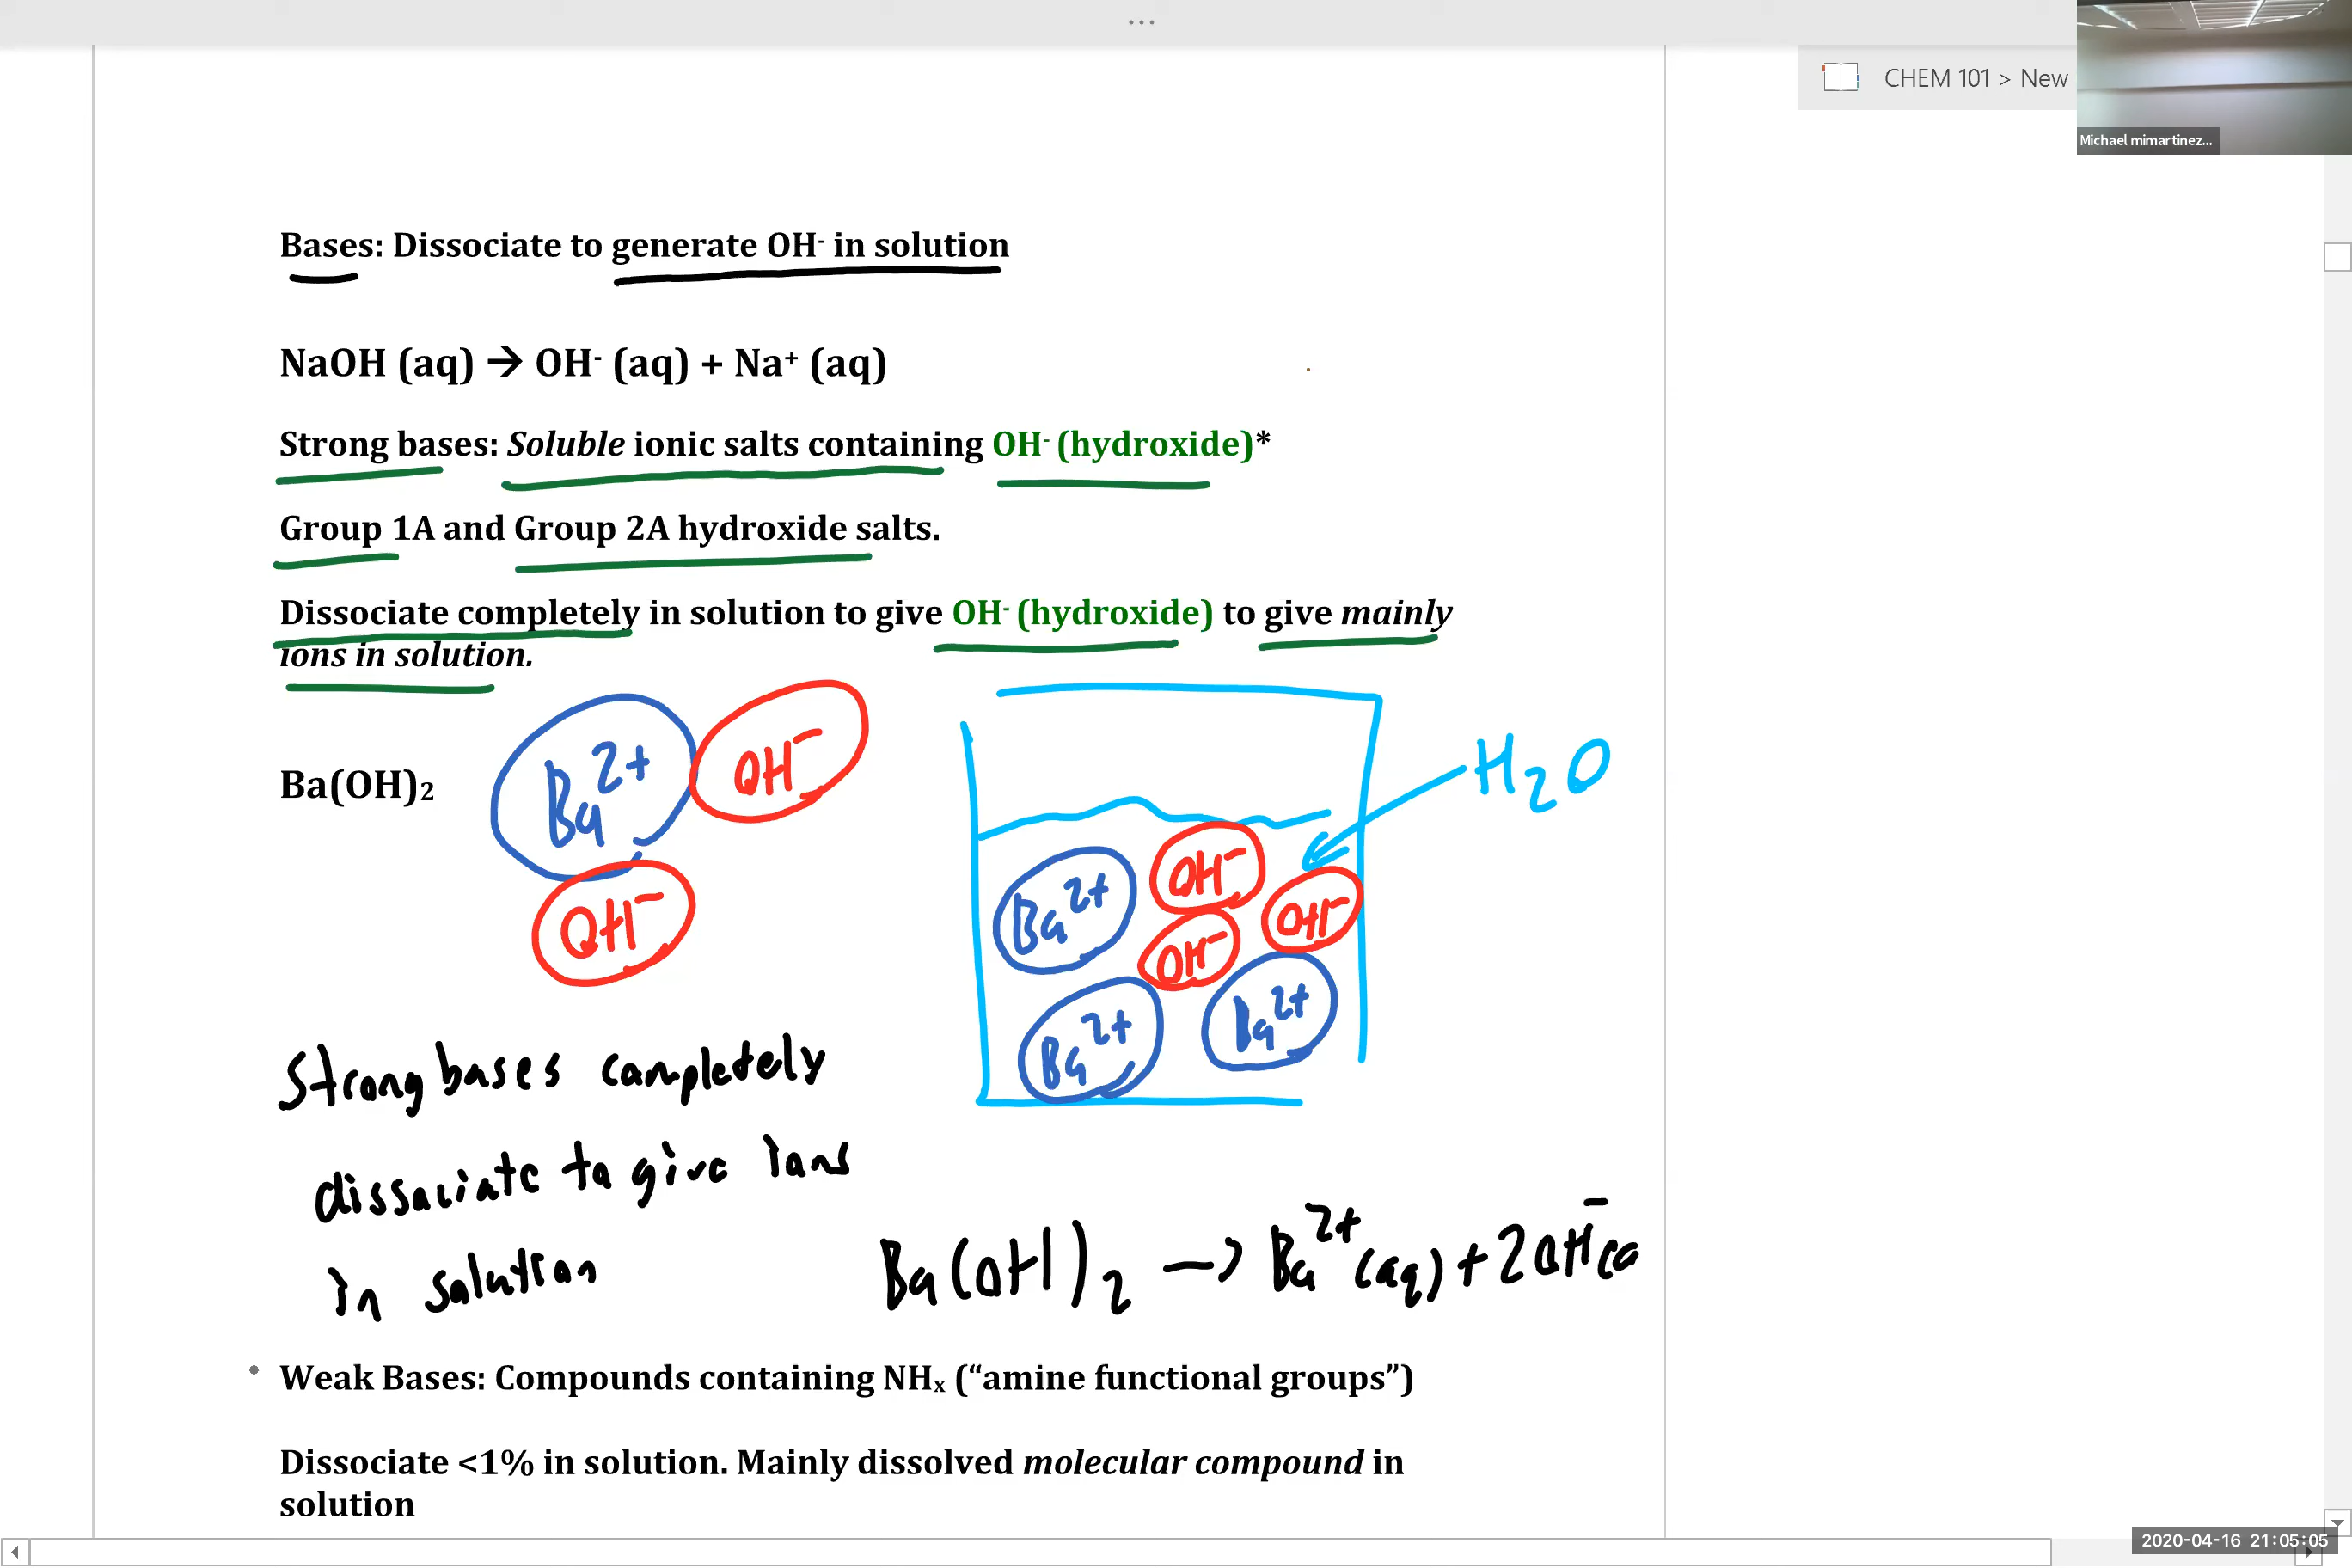 ...
CHEM 101 > New
Michael mimartinez...
Bases: Dissociate to generate OH- in solution
NaOH (aq) → OH- (aq) + Na+ (aq)
Strong bases: Soluble ionic salts containing OH- (hydroxide)*
Group 1A and Group 2A hydroxide salts.
Dissociate completely in solution to give OH- (hydroxide) to give mainly
ions in solution.
Ba(OH)₂
Ba²⁺ OH⁻
OH⁻
H₂O
Ba²⁺ OH⁻ OH⁻
OH⁻
Ba²⁺ Ba²⁺
Strong bases completely
dissociate to give ions
in solution
Ba(OH)₂ → Ba²⁺(aq) + 2OH⁻(a
• Weak Bases: Compounds containing NHₓ (“amine functional groups”)
Dissociate <1% in solution. Mainly dissolved molecular compound in
solution
2020-04-16 21:05:05